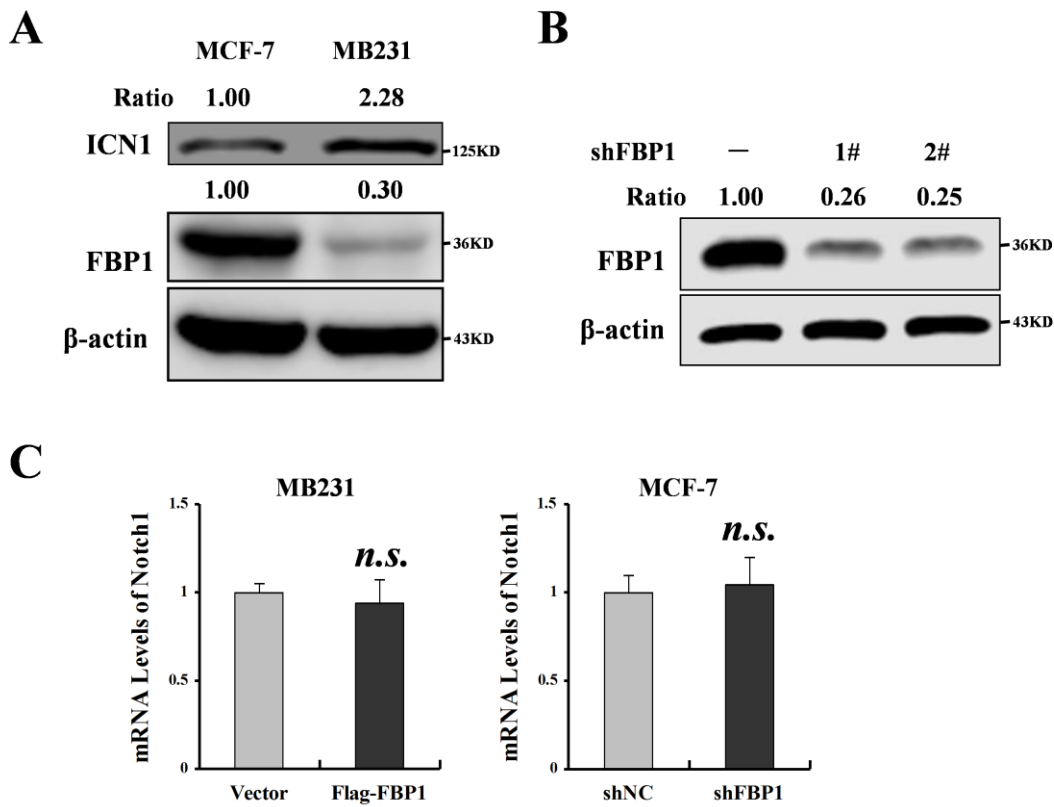 A
MCF-7 MB231
Ratio 1.00 2.28
ICN1 125KD
1.00 0.30
FBP1 36KD
β-actin 43KD
B
shFBP1 – 1# 2#
Ratio 1.00 0.26 0.25
FBP1 36KD
β-actin 43KD
C
MB231
mRNA Levels of Notch1
1.5
1
0.5
0
n.s.
Vector Flag-FBP1
MCF-7
mRNA Levels of Notch1
1.5
1
0.5
0
n.s.
shNC shFBP1